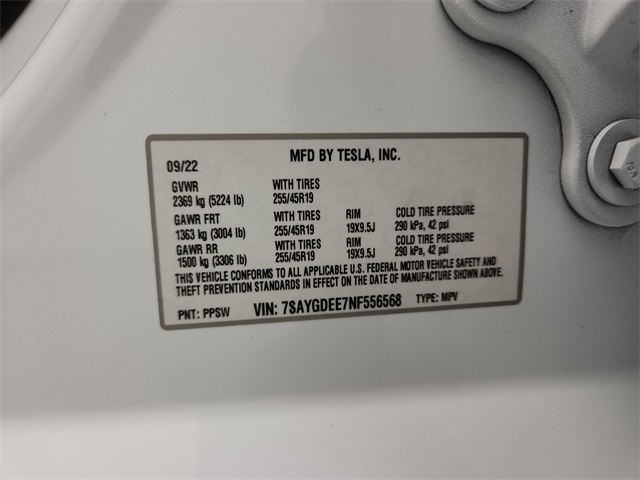 MFD BY TESLA, INC.
09/22
GVWR WITH TIRES
2369 kg (5224 lb) 255/45R19
GAWR FRT WITH TIRES RIM COLD TIRE PRESSURE
1363 kg (3004 lb) 255/45R19 19X9.5J 290 kPa, 42 psi
GAWR RR WITH TIRES RIM COLD TIRE PRESSURE
1500 kg (3306 lb) 255/45R19 19X9.5J 290 kPa, 42 psi
THIS VEHICLE CONFORMS TO ALL APPLICABLE U.S. FEDERAL MOTOR VEHICLE SAFETY AND
THEFT PREVENTION STANDARDS IN EFFECT ON THE DATE OF MANUFACTURE SHOWN ABOVE.
PNT: PPSW VIN: 7SAYGDEE7NF556568 TYPE: MPV